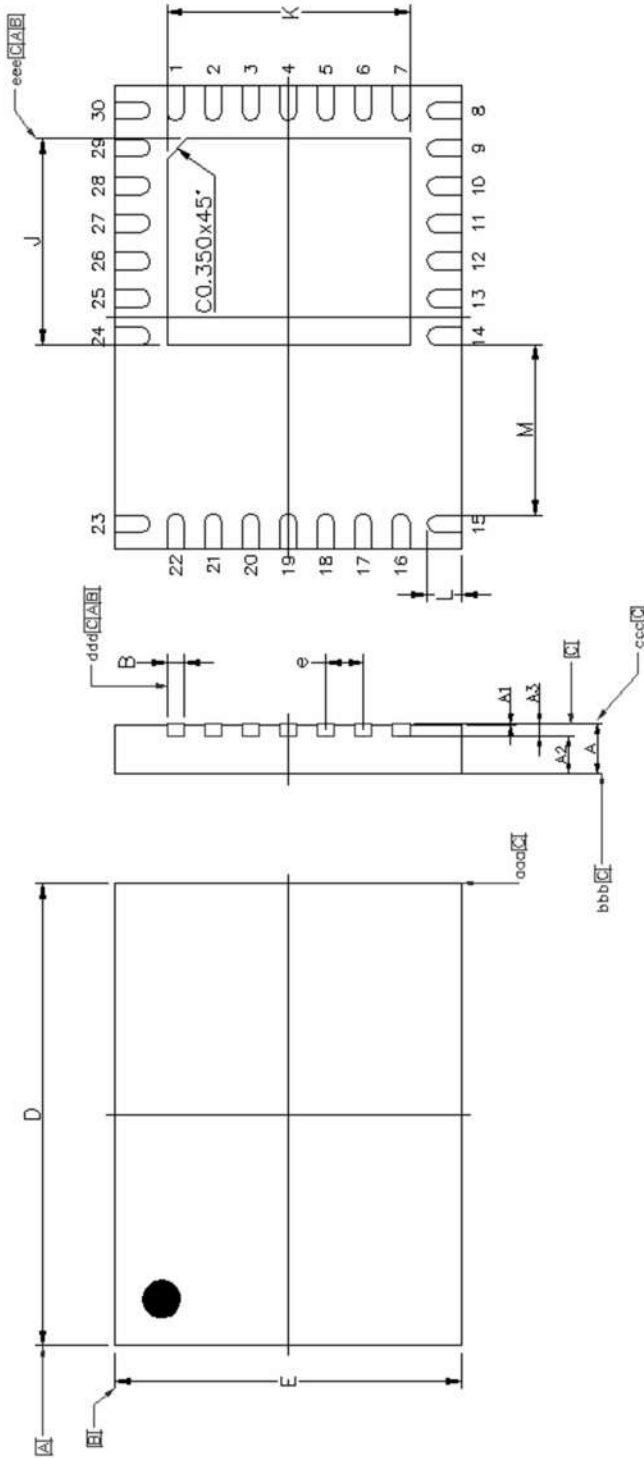 D
A
B
E
aaa C
ddd C A B
B
e
A1
A3
A2
A
C
ccc C
bbb C
eee C A B
J
K
C0.350x45°
30 29 28 27 26 25 24 23
1 2 3 4 5 6 7
8 9 10 11 12 13 14 15
22 21 20 19 18 17 16
M
L